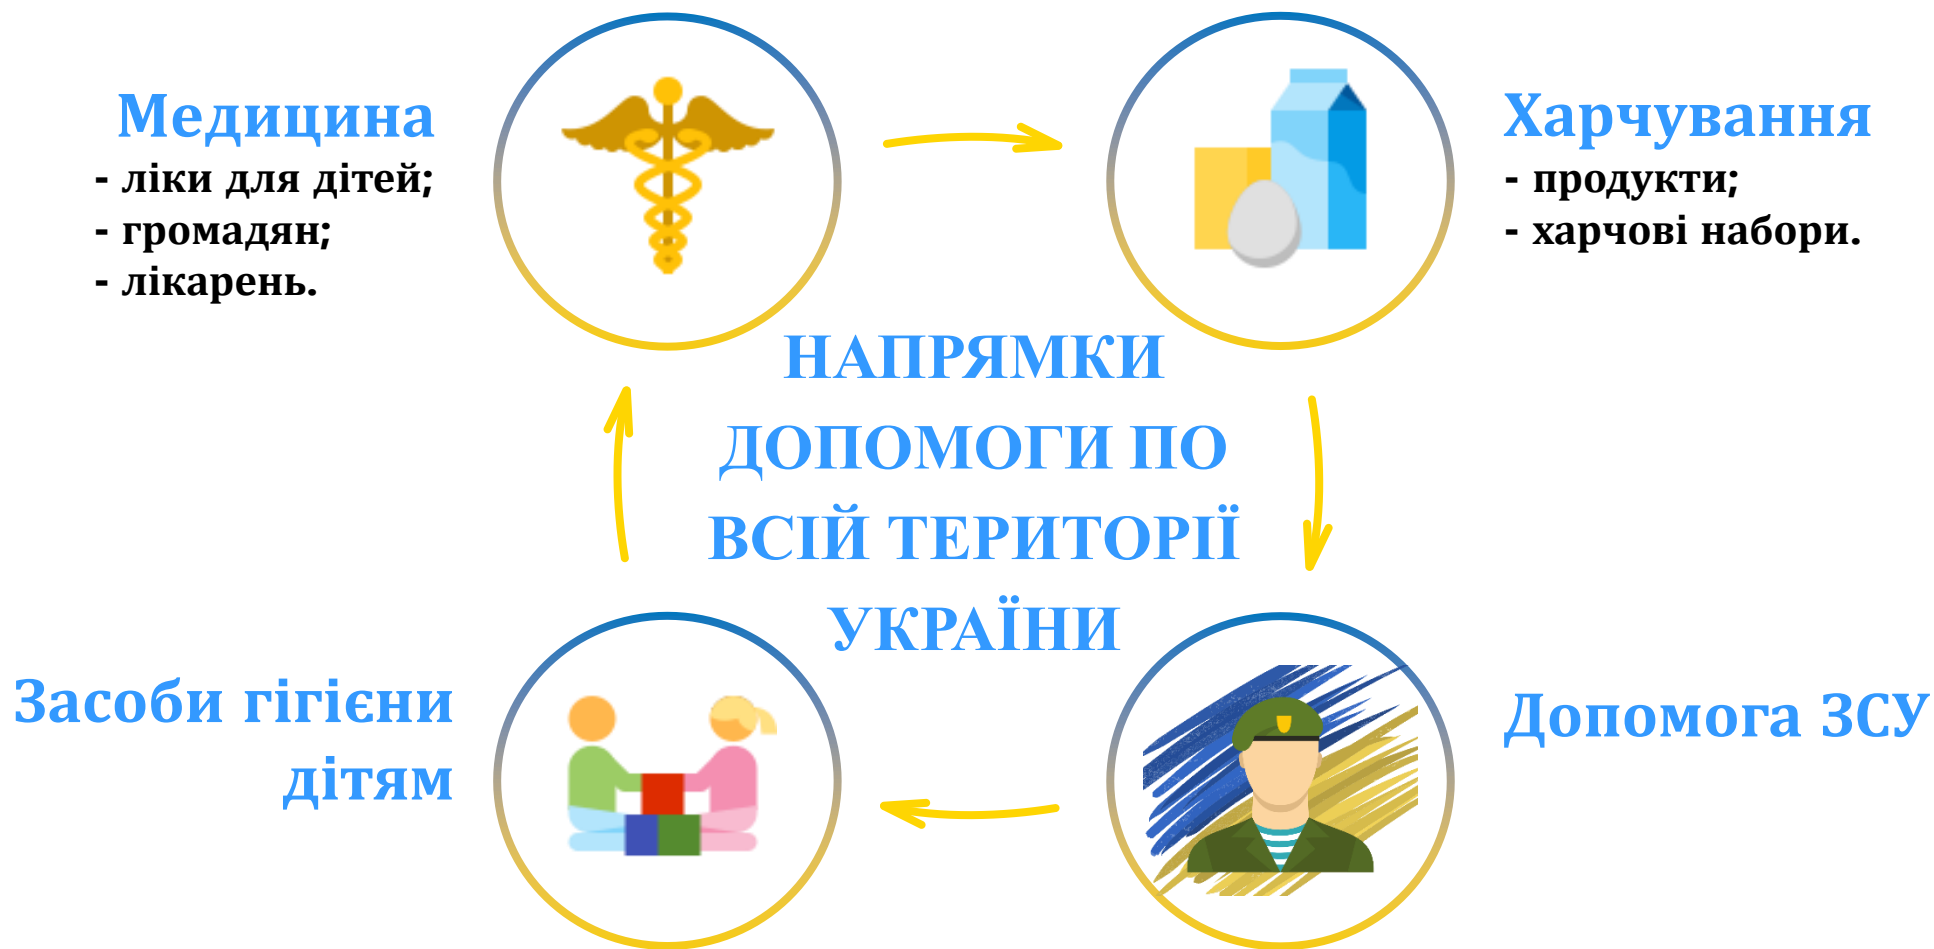 Медицина
- ліки для дітей;
- громадян;
- лікарень.
Харчування
- продукти;
- харчові набори.
НАПРЯМКИ
ДОПОМОГИ ПО
ВСІЙ ТЕРИТОРІЇ
УКРАЇНИ
Засоби гігієни
дітям
Допомога ЗСУ